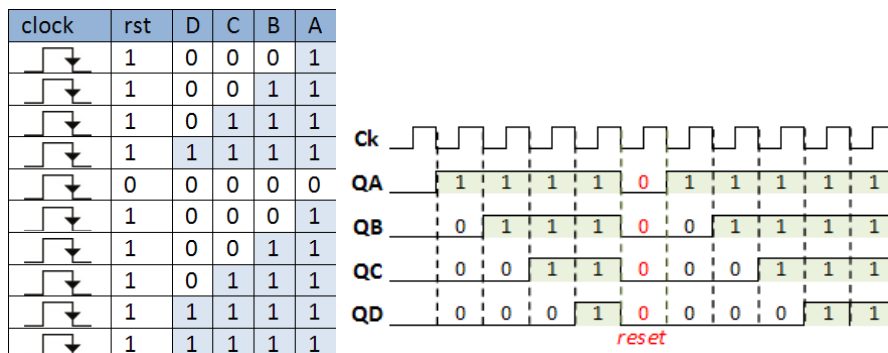 clock rst D C B A
1 0 0 0 1
1 0 0 1 1
1 0 1 1 1
1 1 1 1 1
0 0 0 0 0
1 0 0 0 1
1 0 0 1 1
1 0 1 1 1
1 1 1 1 1
1 1 1 1 1
Ck
QA 1 1 1 1 0 1 1 1 1 1
QB 0 1 1 1 0 0 1 1 1 1
QC 0 0 1 1 0 0 0 1 1 1
QD 0 0 0 1 0 0 0 0 1 1
reset